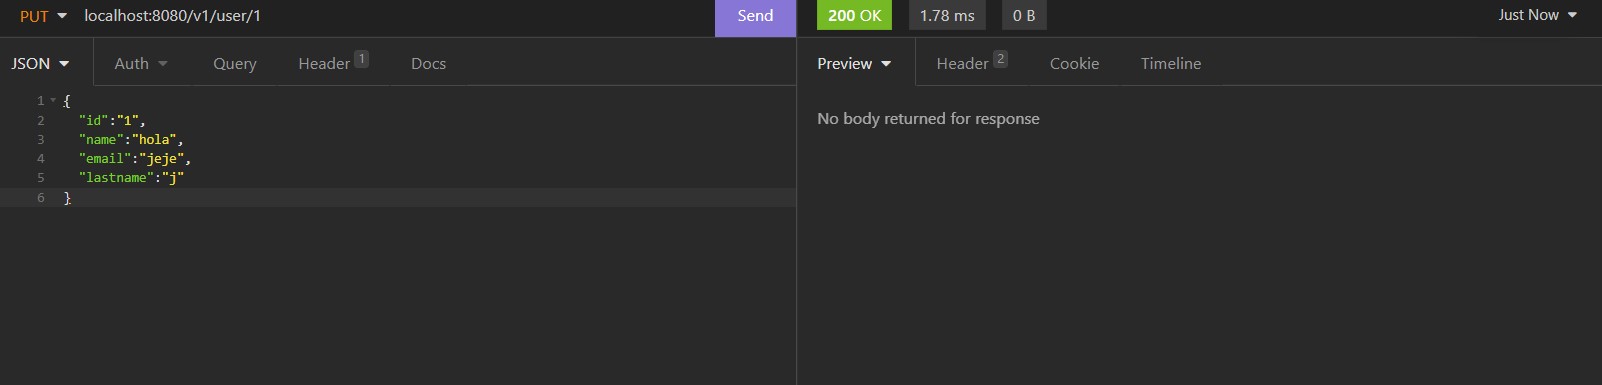 PUT localhost:8080/v1/user/1 Send 200 OK 1.78 ms 0 B Just Now
JSON Auth Query Header 1 Docs Preview Header 2 Cookie Timeline
1 {
2 "id":"1",
3 "name":"hola",
4 "email":"jeje",
5 "lastname":"j"
6 }
No body returned for response